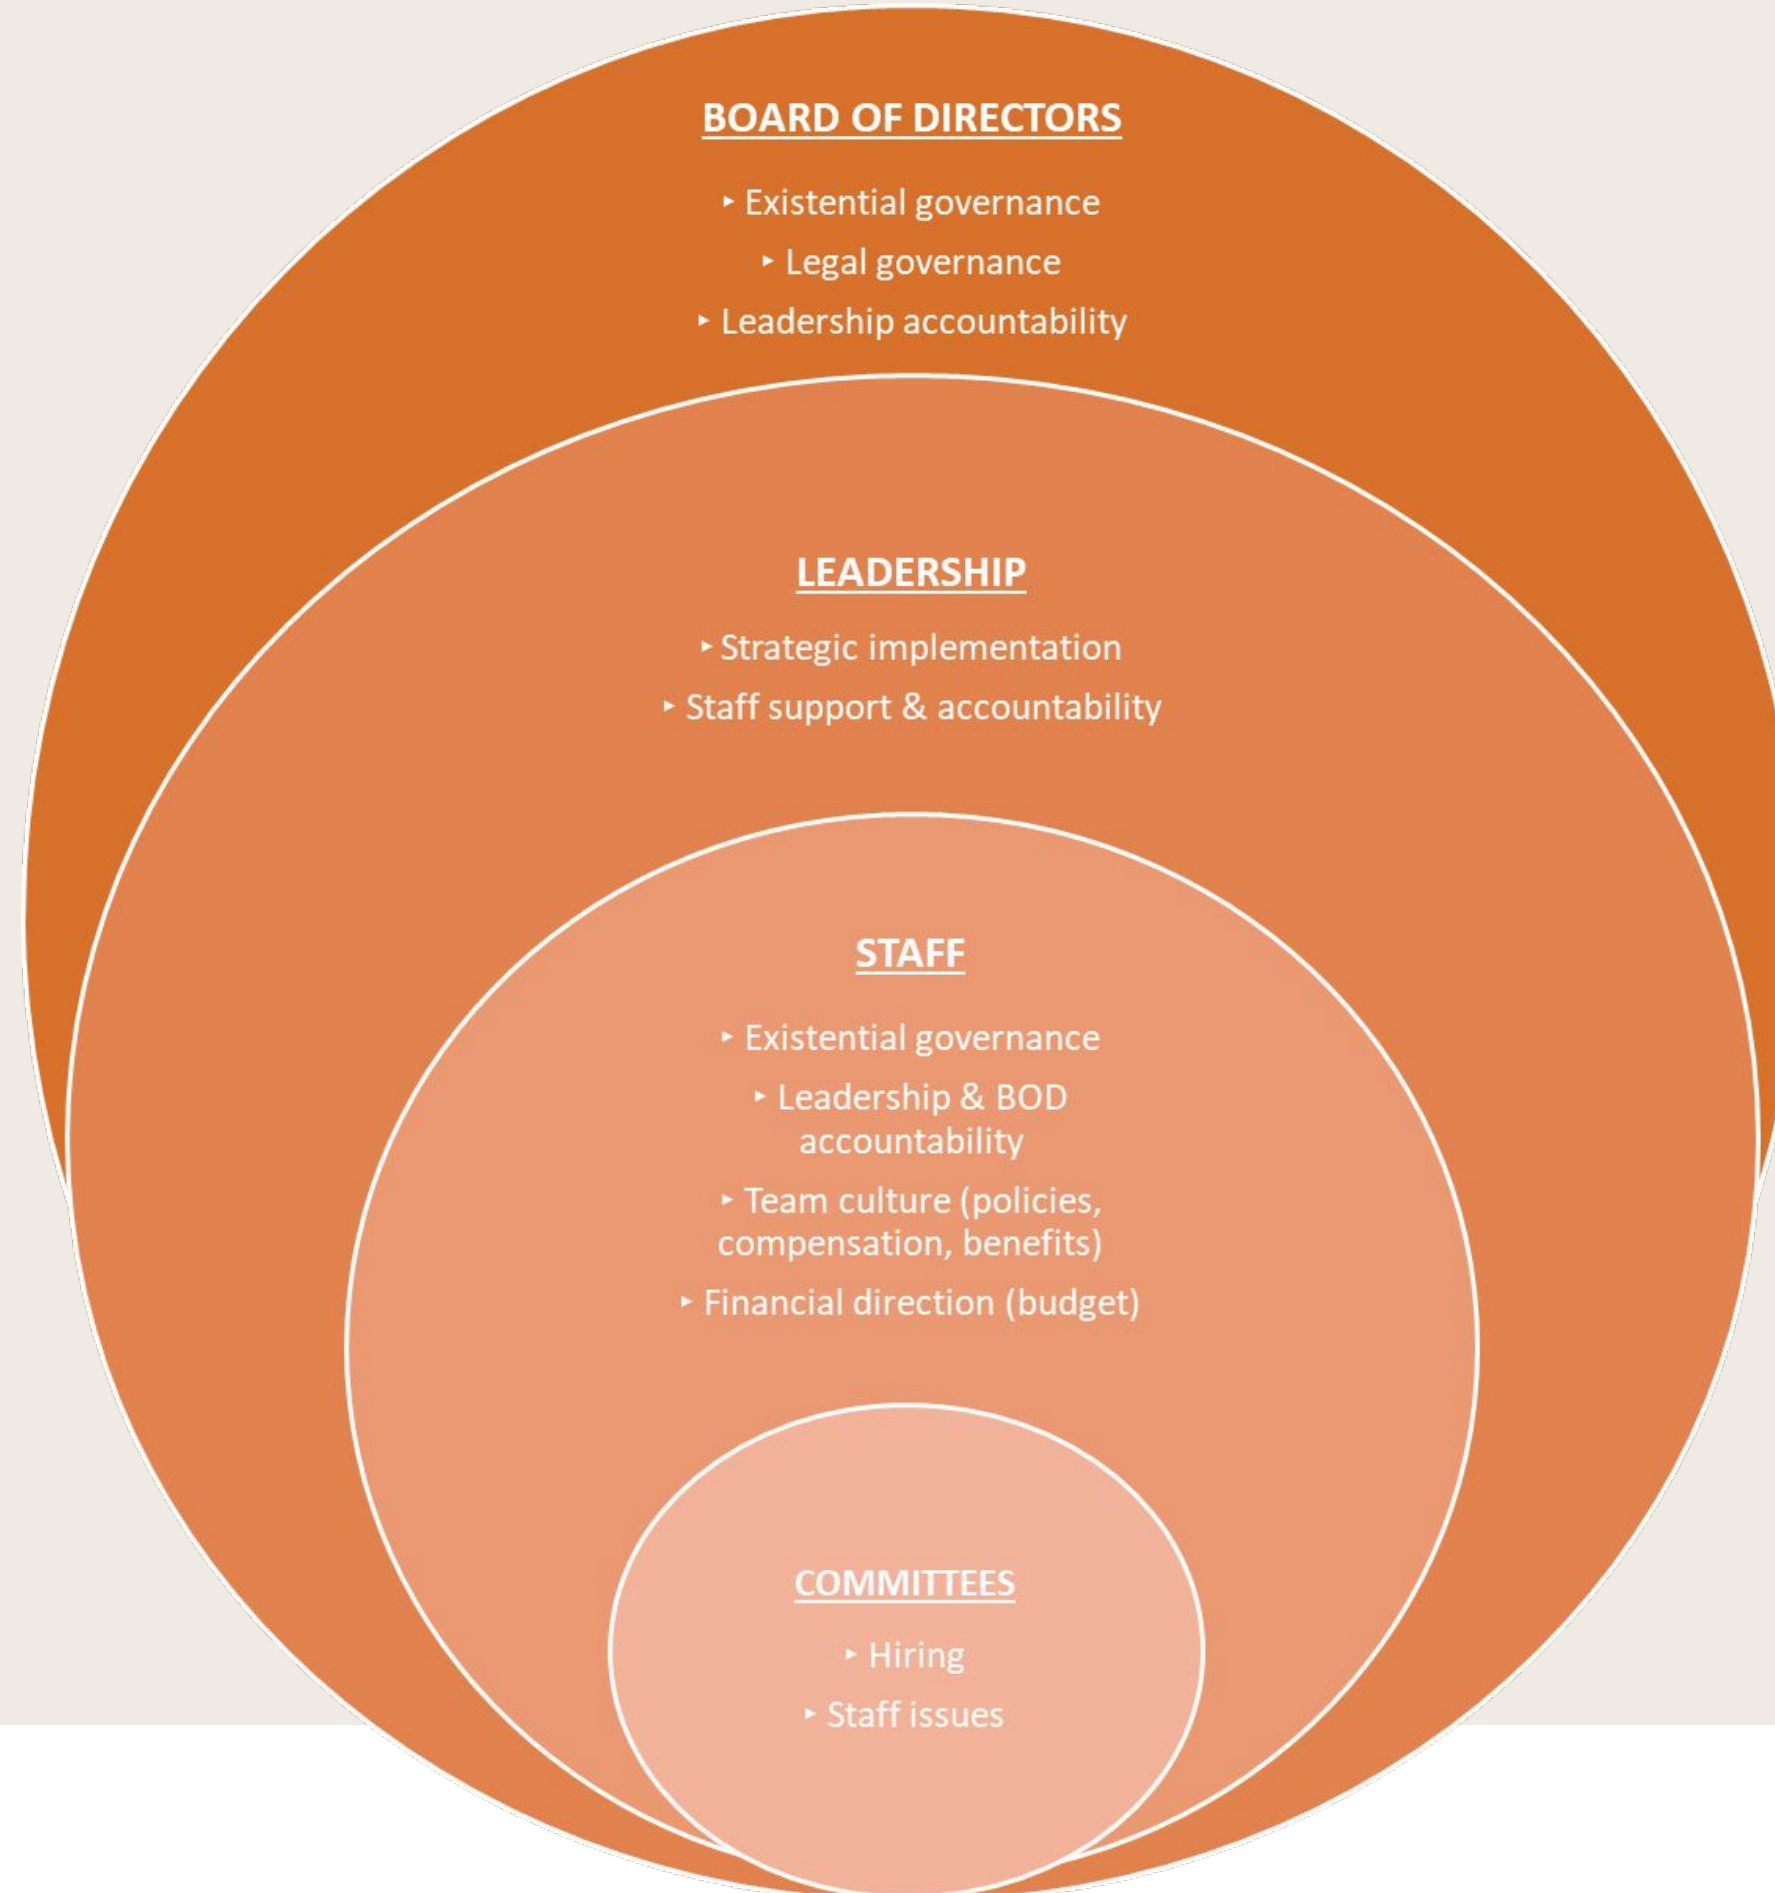 BOARD OF DIRECTORS
‣ Existential governance
‣ Legal governance
‣ Leadership accountability
LEADERSHIP
‣ Strategic implementation
‣ Staff support & accountability
STAFF
‣ Existential governance
‣ Leadership & BOD
accountability
‣ Team culture (policies,
compensation, benefits)
‣ Financial direction (budget)
COMMITTEES
‣ Hiring
‣ Staff issues